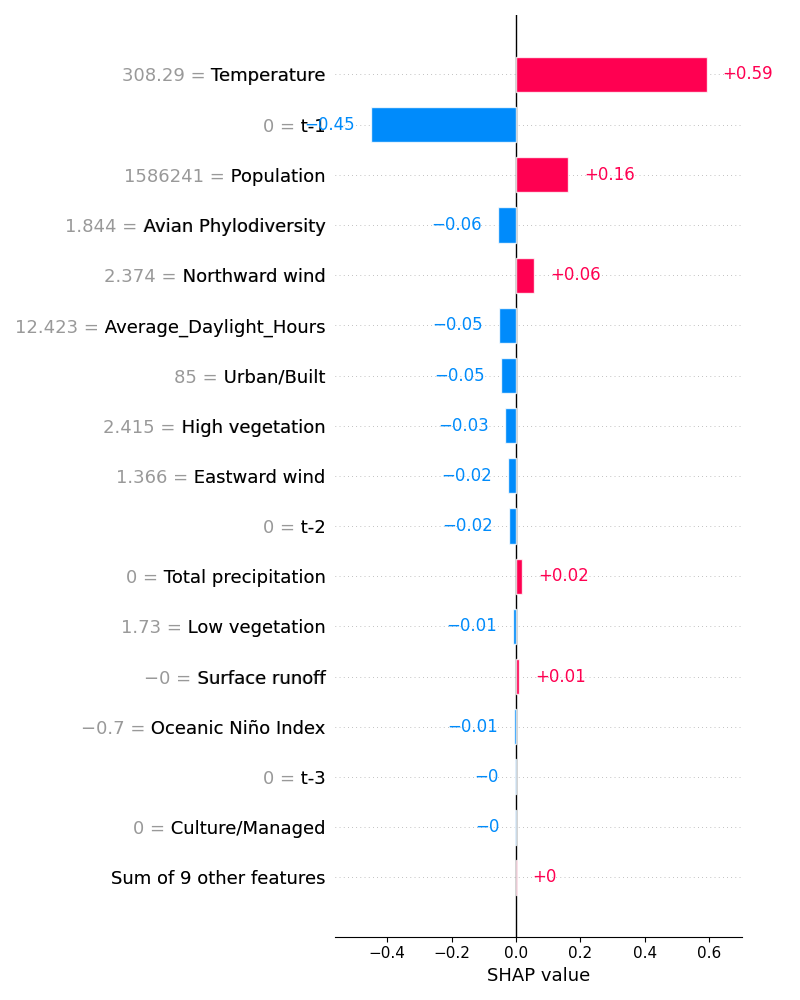 308.29 = Temperature +0.59
0 = t-1 −0.45
1586241 = Population +0.16
1.844 = Avian Phylodiversity −0.06
2.374 = Northward wind +0.06
12.423 = Average_Daylight_Hours −0.05
85 = Urban/Built −0.05
2.415 = High vegetation −0.03
1.366 = Eastward wind −0.02
0 = t-2 −0.02
0 = Total precipitation +0.02
1.73 = Low vegetation −0.01
−0 = Surface runoff +0.01
−0.7 = Oceanic Niño Index −0.01
0 = t-3 −0
0 = Culture/Managed −0
Sum of 9 other features +0
−0.4 −0.2 0.0 0.2 0.4 0.6
SHAP value